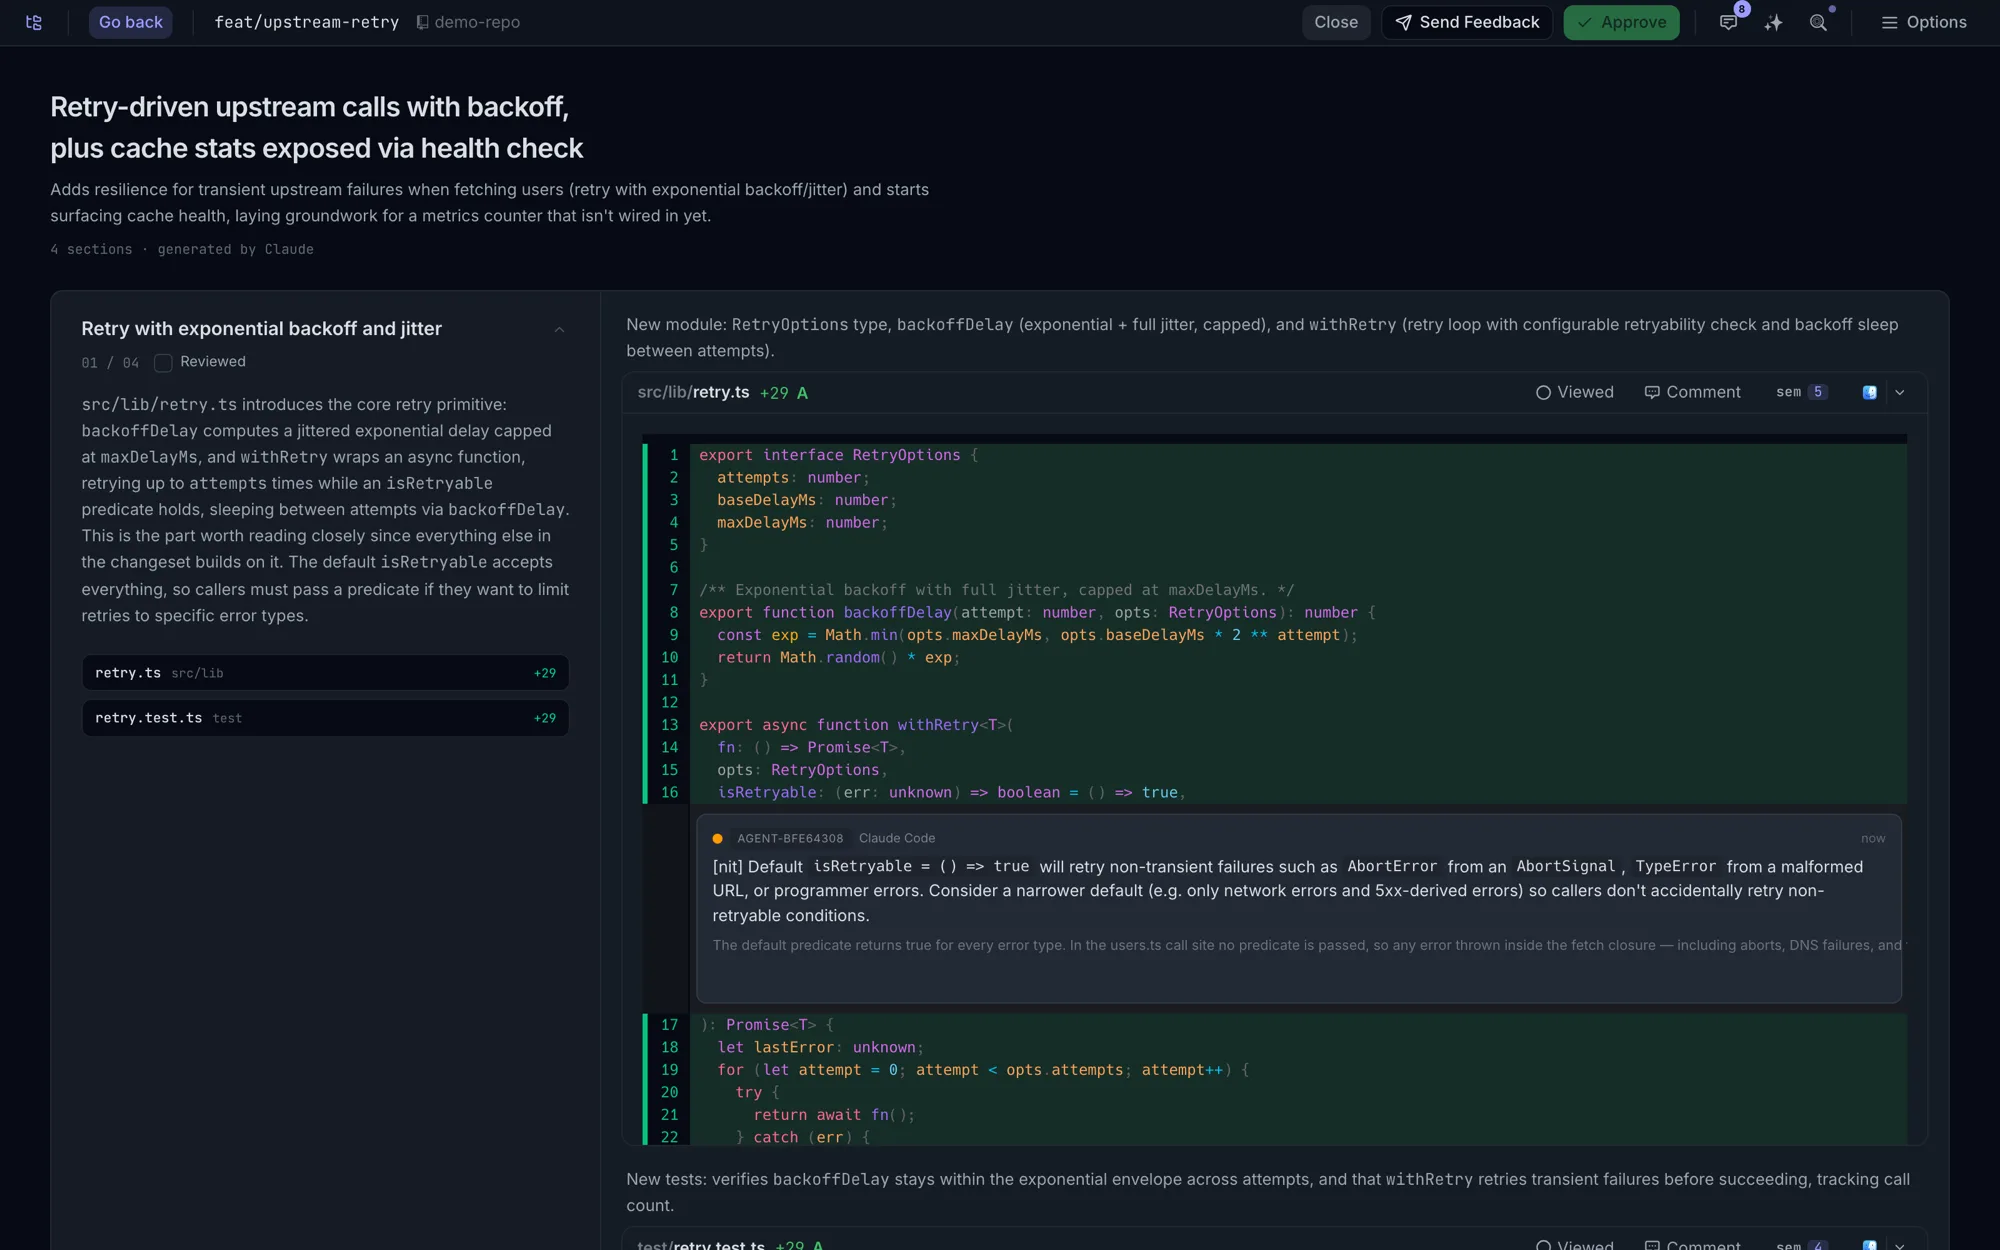 Go back
feat/upstream-retry
demo-repo
Close
Send Feedback
Approve
8
Options
Retry-driven upstream calls with backoff,
plus cache stats exposed via health check
Adds resilience for transient upstream failures when fetching users (retry with exponential backoff/jitter) and starts
surfacing cache health, laying groundwork for a metrics counter that isn't wired in yet.
4 sections · generated by Claude
Retry with exponential backoff and jitter
01 / 04 Reviewed
src/lib/retry.ts introduces the core retry primitive:
backoffDelay computes a jittered exponential delay capped
at maxDelayMs, and withRetry wraps an async function,
retrying up to attempts times while an isRetryable
predicate holds, sleeping between attempts via backoffDelay.
This is the part worth reading closely since everything else in
the changeset builds on it. The default isRetryable accepts
everything, so callers must pass a predicate if they want to limit
retries to specific error types.
retry.ts src/lib +29
retry.test.ts test +29
New module: RetryOptions type, backoffDelay (exponential + full jitter, capped), and withRetry (retry loop with configurable retryability check and backoff sleep
between attempts).
src/lib/retry.ts +29 A
Viewed
Comment
sem 5
1 export interface RetryOptions {
2 attempts: number;
3 baseDelayMs: number;
4 maxDelayMs: number;
5 }
6
7 /** Exponential backoff with full jitter, capped at maxDelayMs. */
8 export function backoffDelay(attempt: number, opts: RetryOptions): number {
9 const exp = Math.min(opts.maxDelayMs, opts.baseDelayMs * 2 ** attempt);
10 return Math.random() * exp;
11 }
12
13 export async function withRetry<T>(
14 fn: () => Promise<T>,
15 opts: RetryOptions,
16 isRetryable: (err: unknown) => boolean = () => true,
AGENT-BFE64308 Claude Code now
[nit] Default isRetryable = () => true will retry non-transient failures such as AbortError from an AbortSignal, TypeError from a malformed
URL, or programmer errors. Consider a narrower default (e.g. only network errors and 5xx-derived errors) so callers don't accidentally retry non-
retryable conditions.
The default predicate returns true for every error type. In the users.ts call site no predicate is passed, so any error thrown inside the fetch closure — including aborts, DNS failures, and
17 ): Promise<T> {
18 let lastError: unknown;
19 for (let attempt = 0; attempt < opts.attempts; attempt++) {
20 try {
21 return await fn();
22 } catch (err) {
New tests: verifies backoffDelay stays within the exponential envelope across attempts, and that withRetry retries transient failures before succeeding, tracking call
count.
test/retry.test.ts +29 A
Viewed
Comment
sem 4